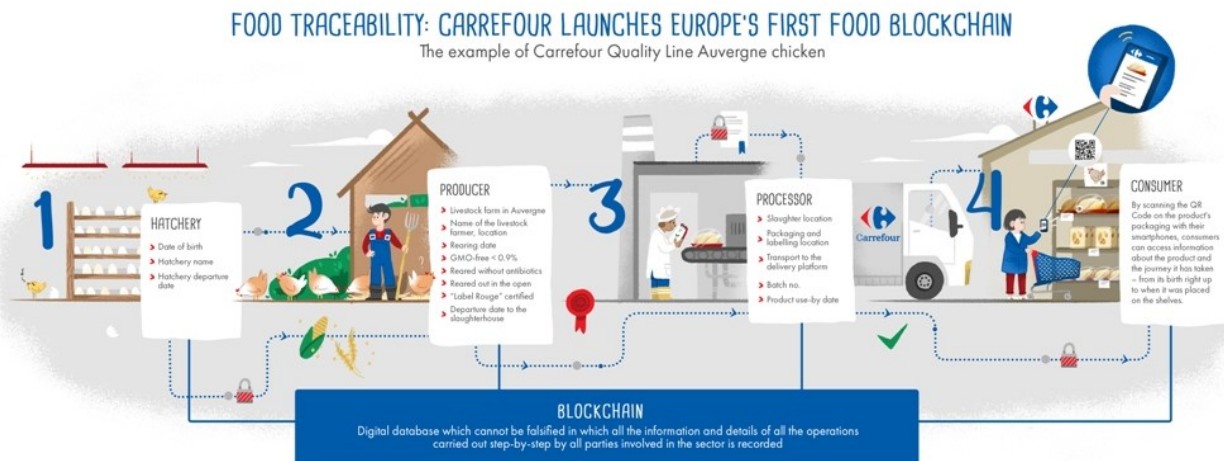 FOOD TRACEABILITY: CARREFOUR LAUNCHES EUROPE'S FIRST FOOD BLOCKCHAIN
The example of Carrefour Quality Line Auvergne chicken
1
HATCHERY
Date of birth
Hatchery name
Hatchery departure
date
2
PRODUCER
Livestock farm in Auvergne
Name of the livestock
farmer, location
Rearing date
GMO-free < 0.9%
Reared without antibiotics
Reared out in the open
"Label Rouge" certified
Departure date to the
slaughterhouse
3
PROCESSOR
Slaughter location
Packaging and
labelling location
Transport to the
delivery platform
Batch no.
Product use-by date
Carrefour
4
CONSUMER
By scanning the QR
Code on the product's
packaging with their
smartphones, consumers
can access information
about the product and
the journey it has taken
– from its birth right up
to when it was placed
on the shelves.
BLOCKCHAIN
Digital database which cannot be falsified in which all the information and details of all the operations
carried out step-by-step by all parties involved in the sector is recorded